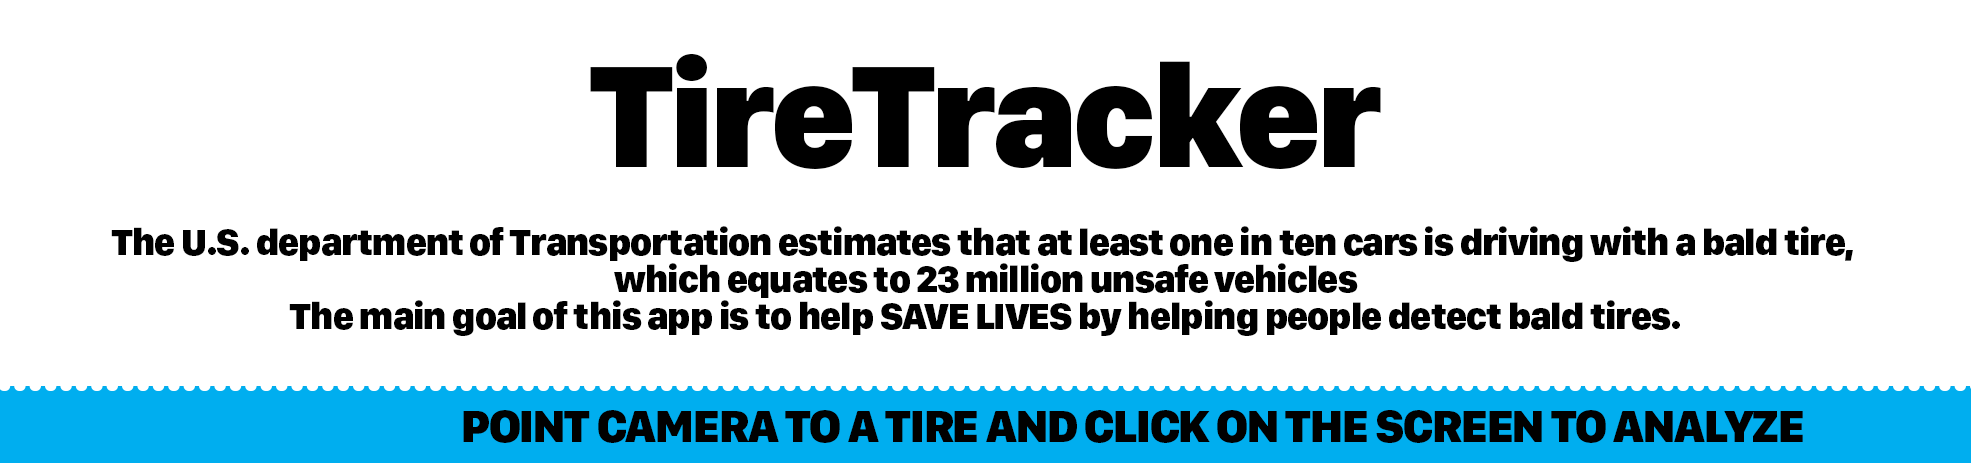 TireTracker
The U.S. department of Transportation estimates that at least one in ten cars is driving with a bald tire,
which equates to 23 million unsafe vehicles
The main goal of this app is to help SAVE LIVES by helping people detect bald tires.
POINT CAMERA TO A TIRE AND CLICK ON THE SCREEN TO ANALYZE